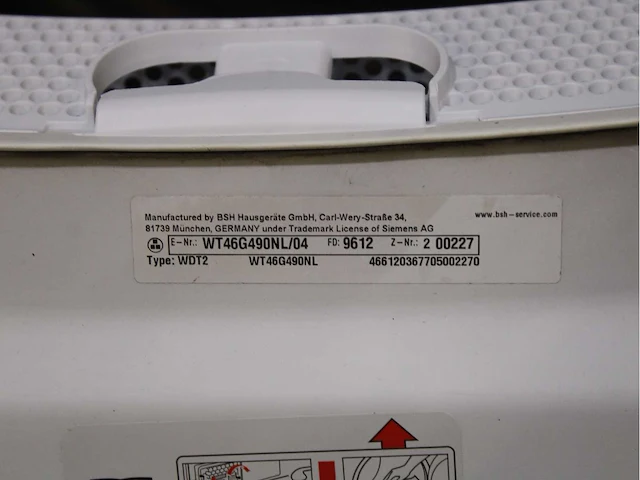 Manufactured by BSH Hausgeräte GmbH, Carl-Wery-Straße 34, www.bsh-service.com
81739 München, GERMANY under Trademark License of Siemens AG
E-Nr.: WT46G490NL/04 FD: 9612 Z-Nr.: 2 00227
Type: WDT2 WT46G490NL 466120367705002270